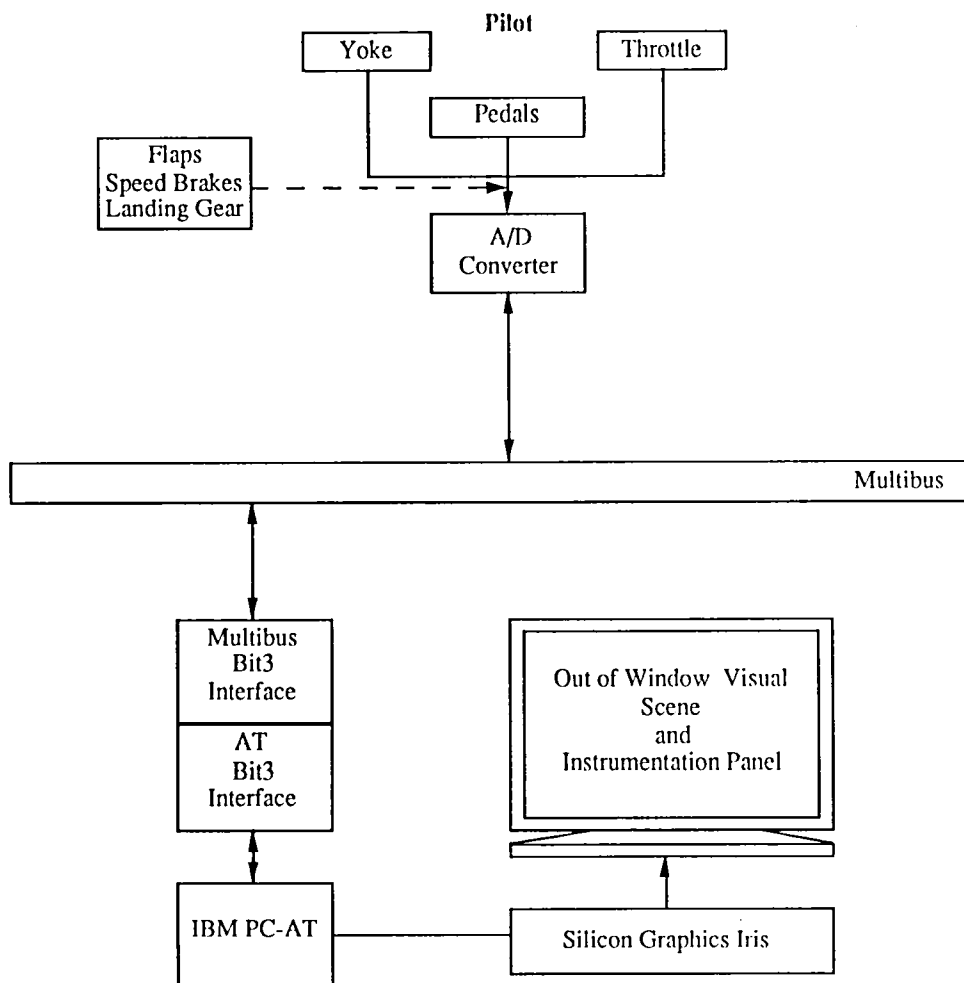 Pilot
Yoke
Throttle
Pedals
Flaps
Speed Brakes
Landing Gear
A/D
Converter
Multibus
Multibus
Bit3
Interface
AT
Bit3
Interface
Out of Window Visual
Scene
and
Instrumentation Panel
IBM PC-AT
Silicon Graphics Iris